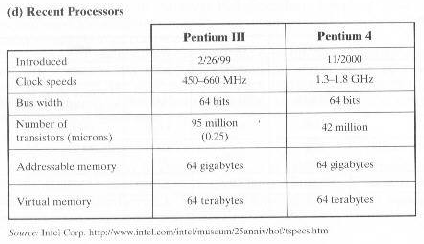 (d) Recent Processors
Pentium III Pentium 4
Introduced 2/26/99 11/2000
Clock speeds 450–660 MHz 1.3–1.8 GHz
Bus width 64 bits 64 bits
Number of 95 million 42 million
transistors (microns) (0.25)
Addressable memory 64 gigabytes 64 gigabytes
Virtual memory 64 terabytes 64 terabytes
Source: Intel Corp. http://www.intel.com/intel/museum/25anniv/hof/tspecs.htm